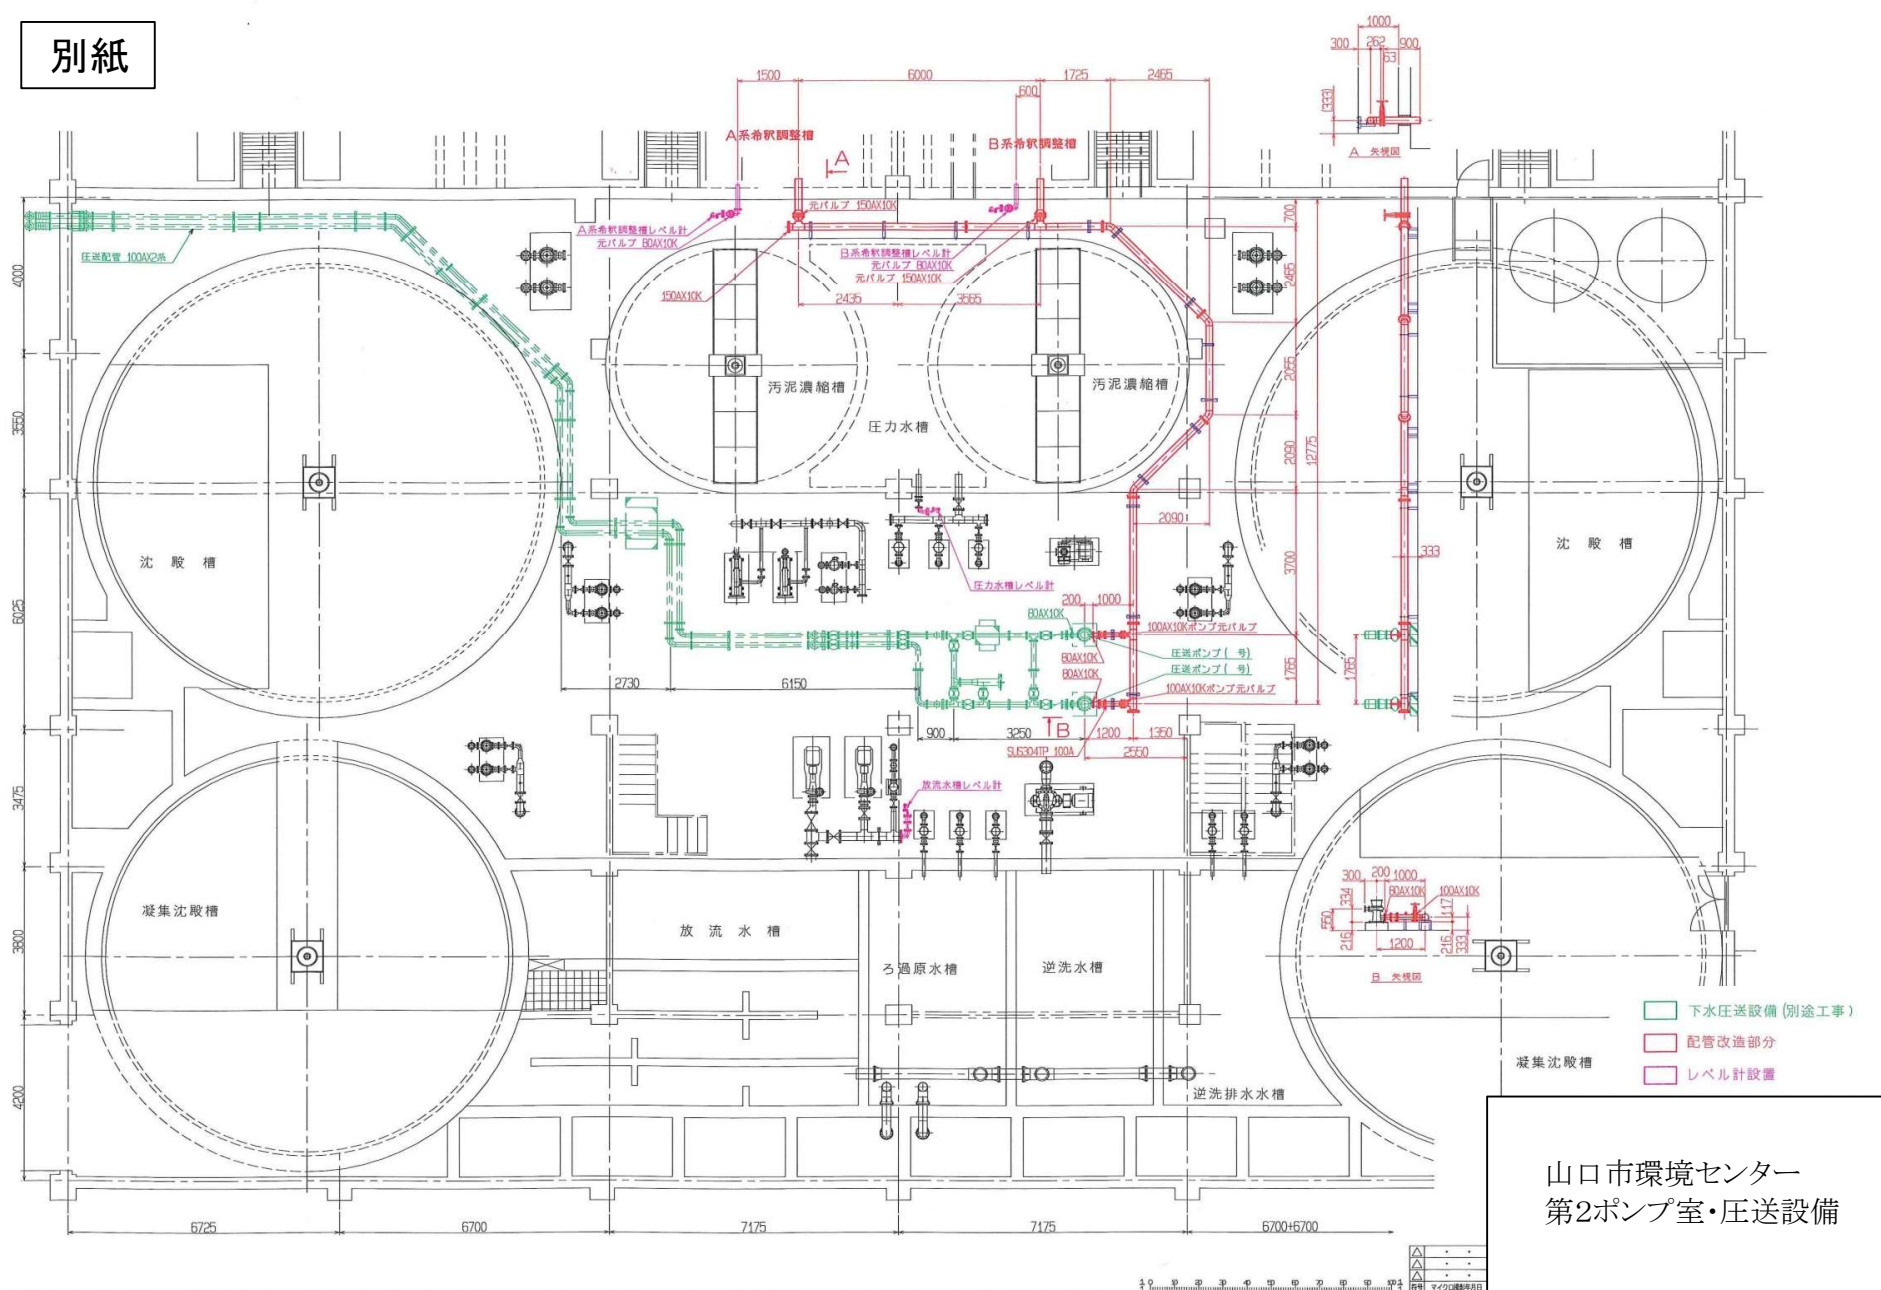 別紙
1000
300 262 900
63
(333)
A 矢視図
1500 6000 1725 2465
600
A系希釈調整槽
B系希釈調整槽
A
元バルブ 150AX10K
A系希釈調整槽レベル計
元バルブ 80AX10K
B系希釈調整槽レベル計
元バルブ 80AX10K
元バルブ 150AX10K
150AX10K
2435 3565
圧送配管 100AX2系
4000
3550
6025
3475
3800
4200
700
2465
2055
2090
12775
3700
1765
2090
333
1765
汚泥濃縮槽
汚泥濃縮槽
圧力水槽
沈殿槽
沈殿槽
圧力水槽レベル計
200 1000
80AX10K
100AX10Kポンプ元バルブ
80AX10K
圧送ポンプ( 号)
80AX10K
圧送ポンプ( 号)
100AX10Kポンプ元バルブ
2730 6150
900 3250 1200 1350
B
SUS304TP 100A
2550
放流水槽レベル計
凝集沈殿槽
放流水槽
ろ過原水槽
逆洗水槽
逆洗排水水槽
凝集沈殿槽
300 200 1000
80AX10K 100AX10K
334
550
216
117
216
333
1200
B 矢視図
下水圧送設備(別途工事)
配管改造部分
レベル計設置
山口市環境センター
第2ポンプ室・圧送設備
6725 6700 7175 7175 6700+6700